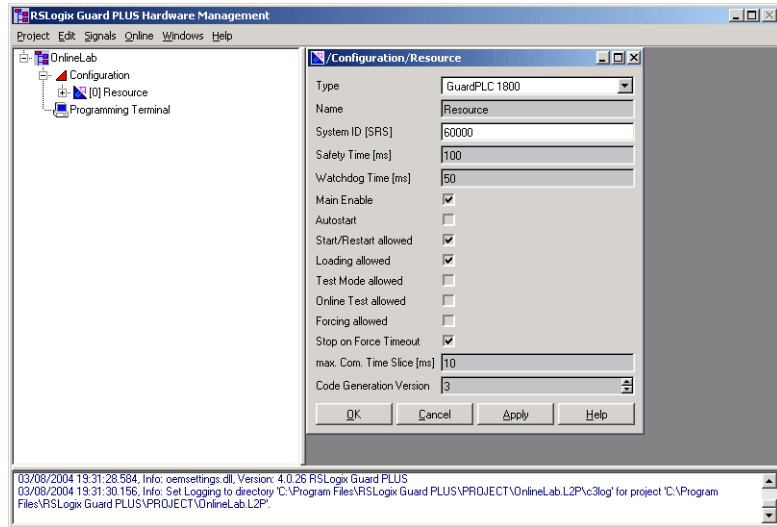 RSLogix Guard PLUS Hardware Management
Project Edit Signals Online Windows Help
OnlineLab
Configuration
[0] Resource
Programming Terminal
/Configuration/Resource
Type GuardPLC 1800
Name Resource
System ID [SRS] 60000
Safety Time [ms] 100
Watchdog Time [ms] 50
Main Enable
Autostart
Start/Restart allowed
Loading allowed
Test Mode allowed
Online Test allowed
Forcing allowed
Stop on Force Timeout
max. Com. Time Slice [ms] 10
Code Generation Version 3
OK Cancel Apply Help
03/08/2004 19:31:28.584, Info: oemsettings.dll, Version: 4.0.26 RSLogix Guard PLUS
03/08/2004 19:31:30.156, Info: Set Logging to directory 'C:\Program Files\RSLogix Guard PLUS\PROJECT\OnlineLab.L2P\c3log' for project 'C:\Program
Files\RSLogix Guard PLUS\PROJECT\OnlineLab.L2P'.